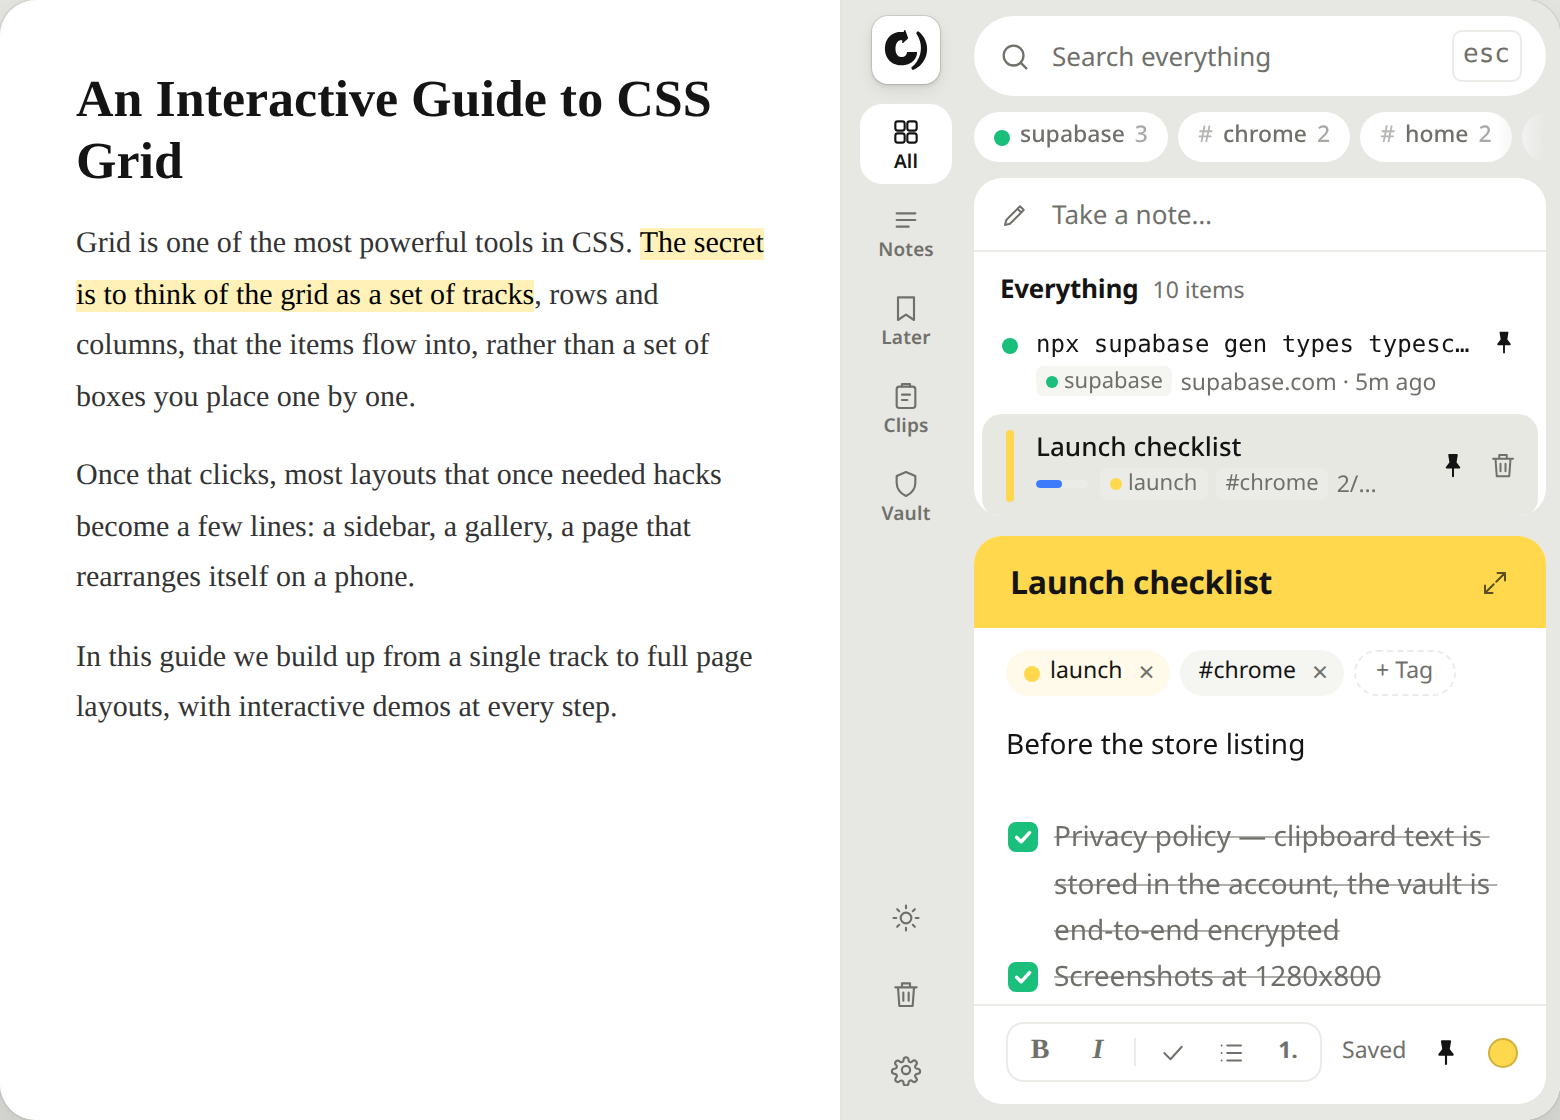 An Interactive Guide to CSS
Grid
Grid is one of the most powerful tools in CSS. The secret
is to think of the grid as a set of tracks, rows and
columns, that the items flow into, rather than a set of
boxes you place one by one.
Once that clicks, most layouts that once needed hacks
become a few lines: a sidebar, a gallery, a page that
rearranges itself on a phone.
In this guide we build up from a single track to full page
layouts, with interactive demos at every step.
All
Notes
Later
Clips
Vault
Search everything esc
supabase 3 # chrome 2 # home 2
Take a note...
Everything 10 items
npx supabase gen types typesc…
supabase supabase.com · 5m ago
Launch checklist
launch #chrome 2/...
Launch checklist
launch × #chrome × + Tag
Before the store listing
Privacy policy — clipboard text is
stored in the account, the vault is
end-to-end encrypted
Screenshots at 1280x800
B I 1. Saved